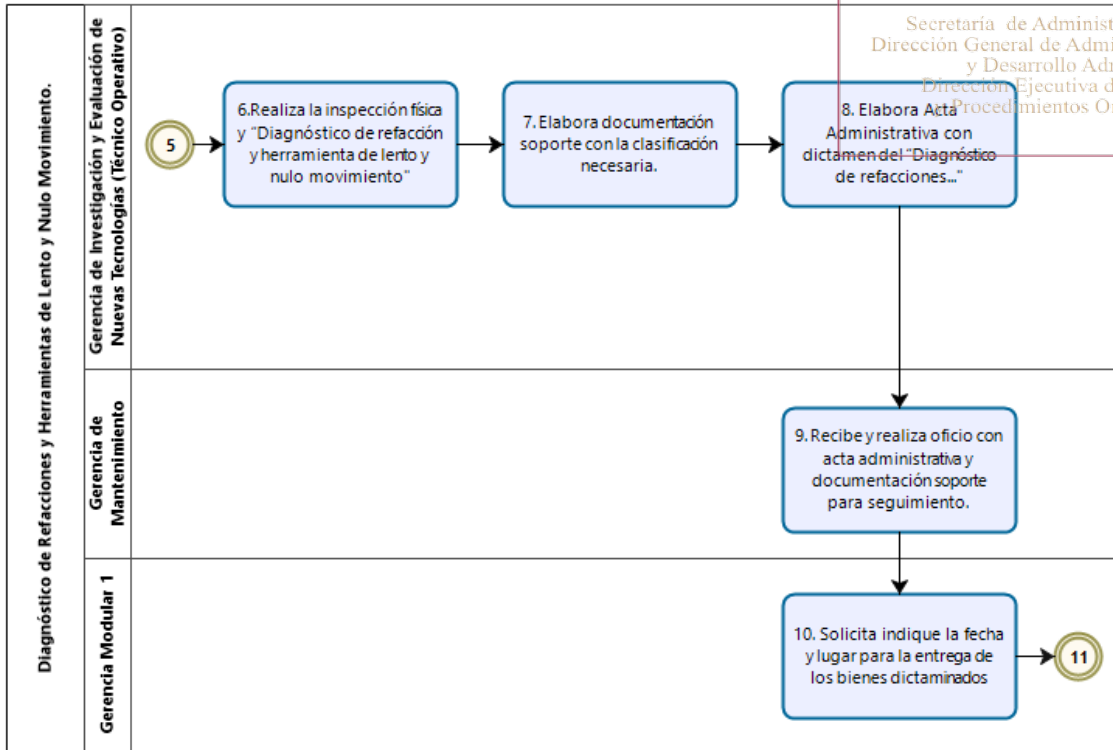 Secretaría de Administ
Dirección General de Admi
y Desarrollo Adr
Dirección Ejecutiva d
Procedimientos Or
Diagnóstico de Refacciones y Herramientas de Lento y Nulo Movimiento.
Gerencia de Investigación y Evaluación de
Nuevas Tecnologías (Técnico Operativo)
5
6.Realiza la inspección física
y "Diagnóstico de refacción
y herramienta de lento y
nulo movimiento"
7. Elabora documentación
soporte con la clasificación
necesaria.
8. Elabora Acta
Administrativa con
dictamen del "Diagnóstico
de refacciones..."
Gerencia de
Mantenimiento
9. Recibe y realiza oficio con
acta administrativa y
documentación soporte
para seguimiento.
Gerencia Modular 1
10. Solicita indique la fecha
y lugar para la entrega de
los bienes dictaminados
11